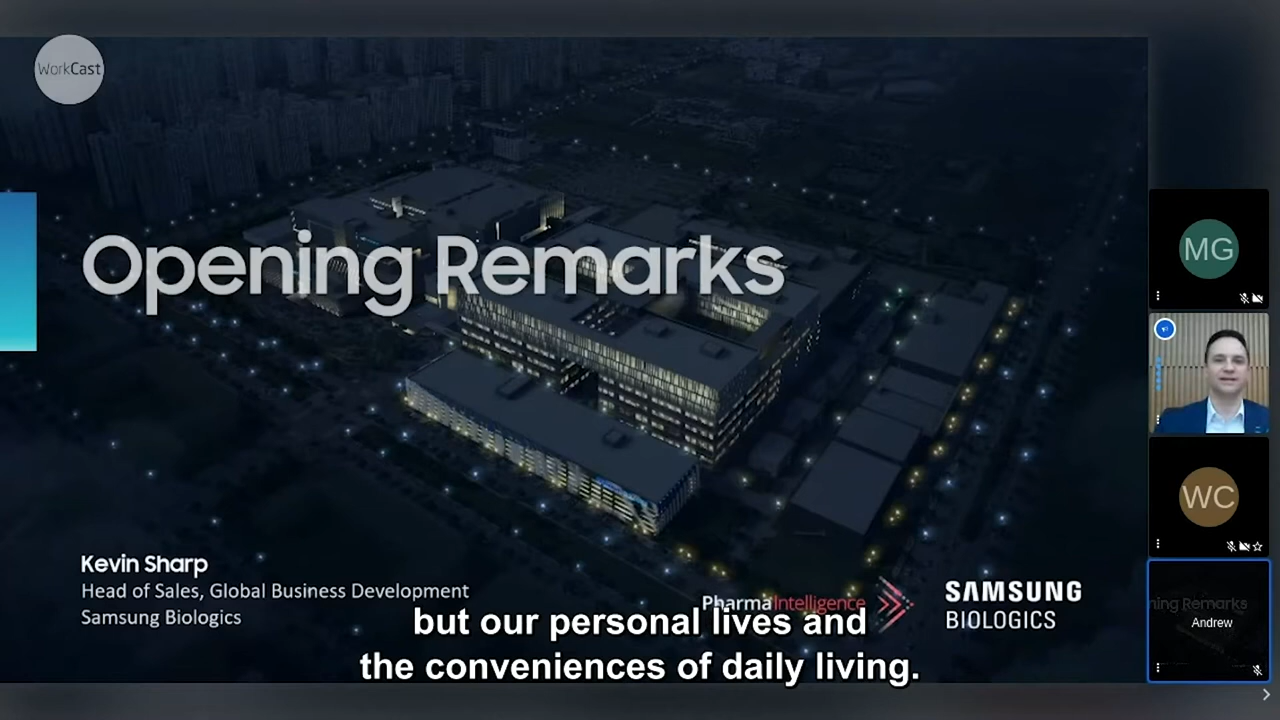 WorkCast
Opening Remarks
Kevin Sharp
Head of Sales, Global Business Development
Samsung Biologics
PharmaIntelligence
SAMSUNG
BIOLOGICS
but our personal lives and
the conveniences of daily living.
MG
WC
ning Remarks
Andrew